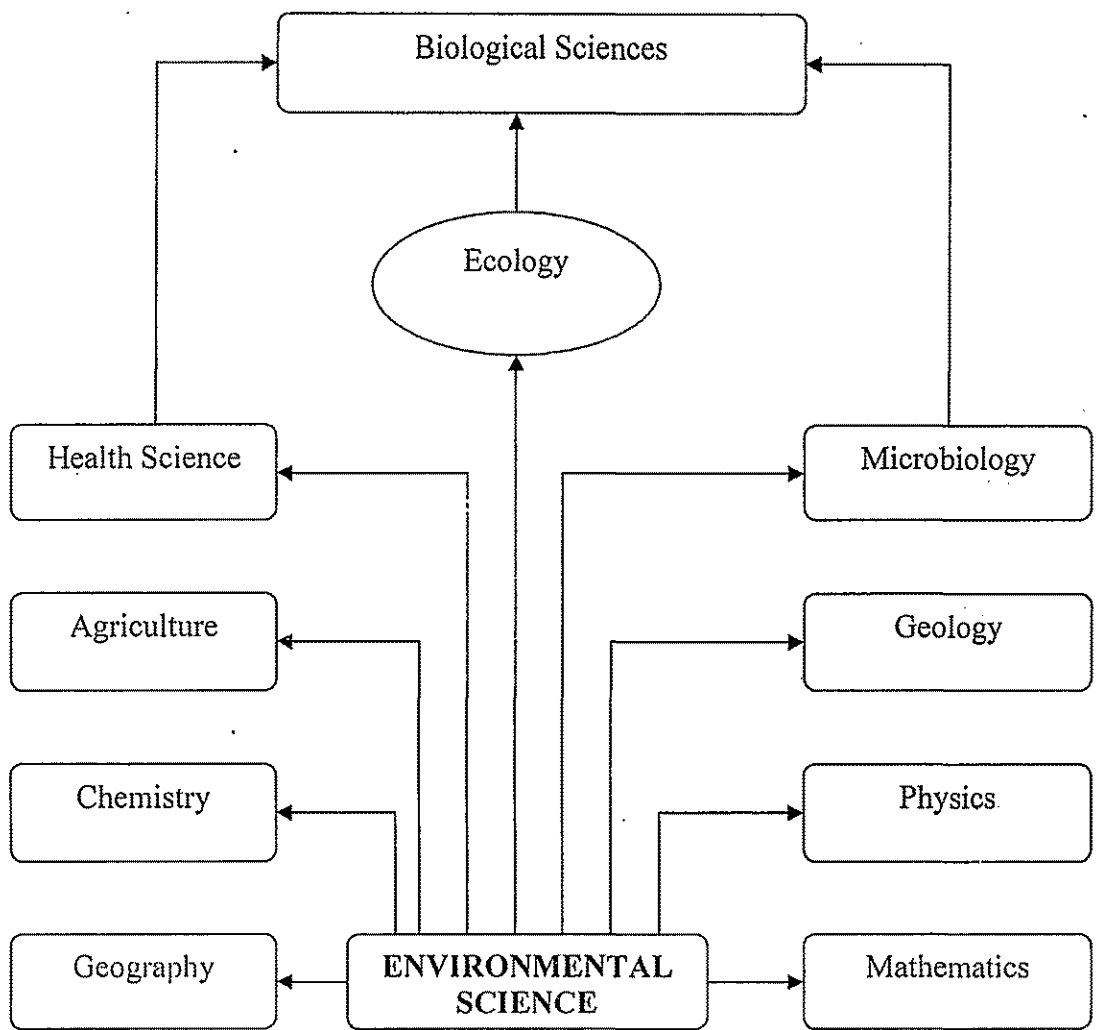 Biological Sciences
Ecology
Health Science
Microbiology
Agriculture
Geology
Chemistry
Physics
Geography
ENVIRONMENTAL
SCIENCE
Mathematics